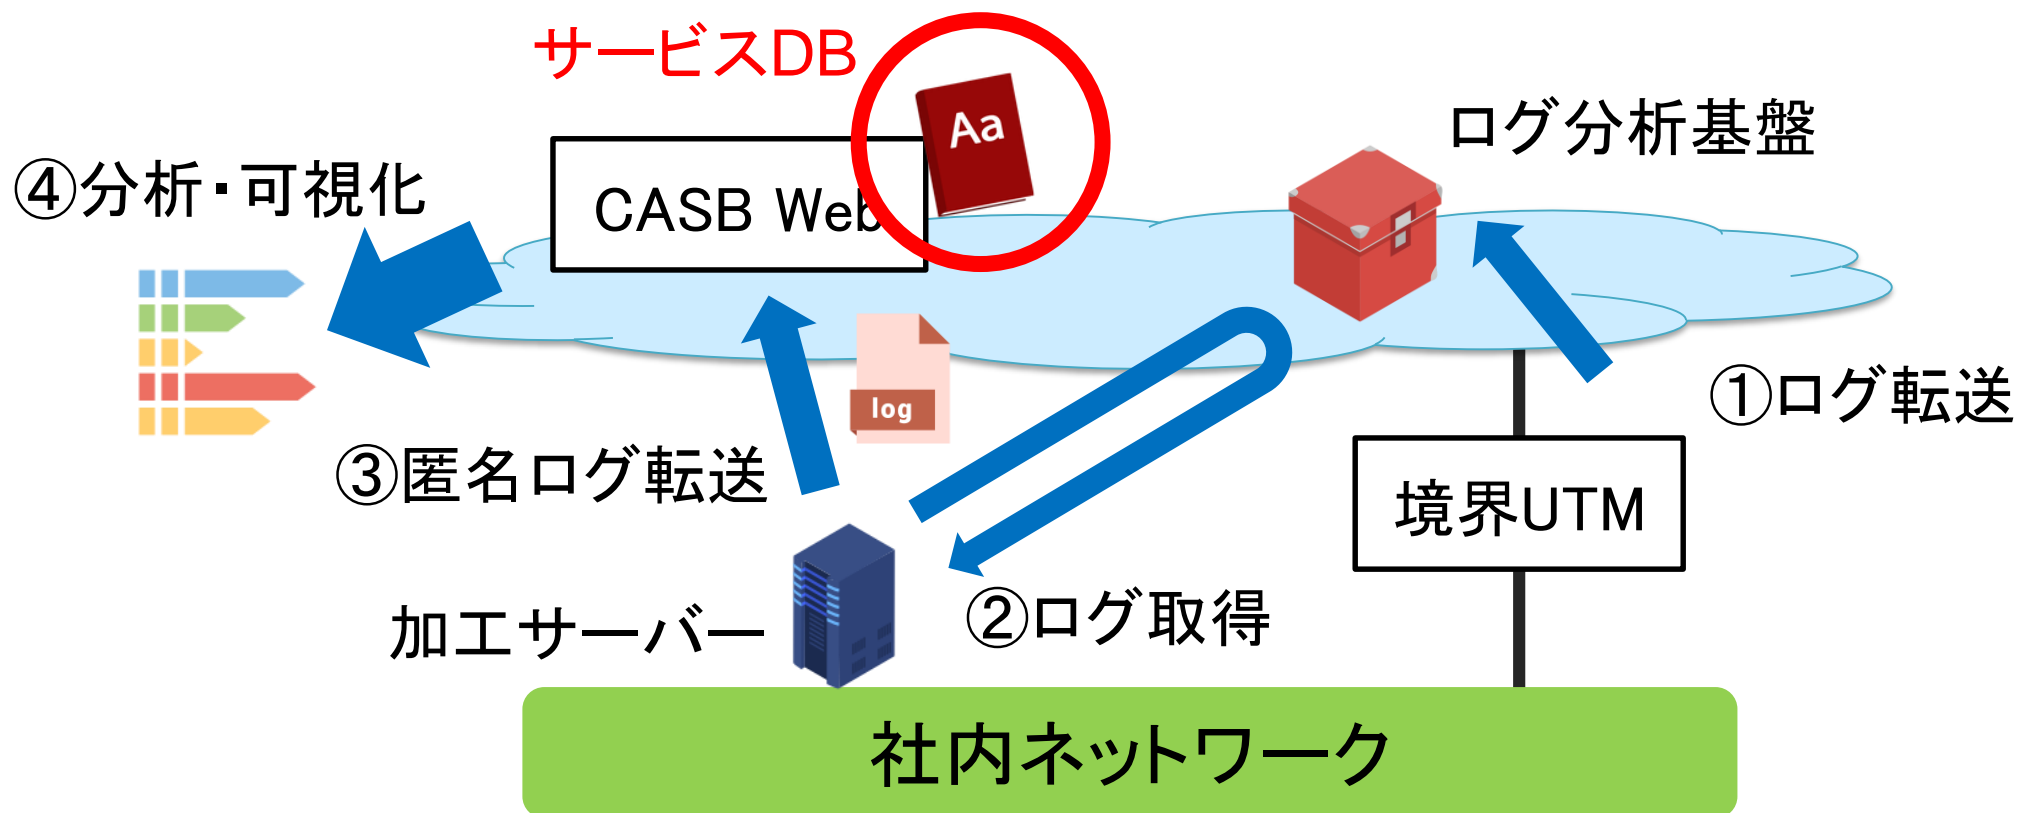 サービスDB
Aa
ログ分析基盤
④分析・可視化
CASB Web
①ログ転送
log
③匿名ログ転送
境界UTM
②ログ取得
加工サーバー
社内ネットワーク